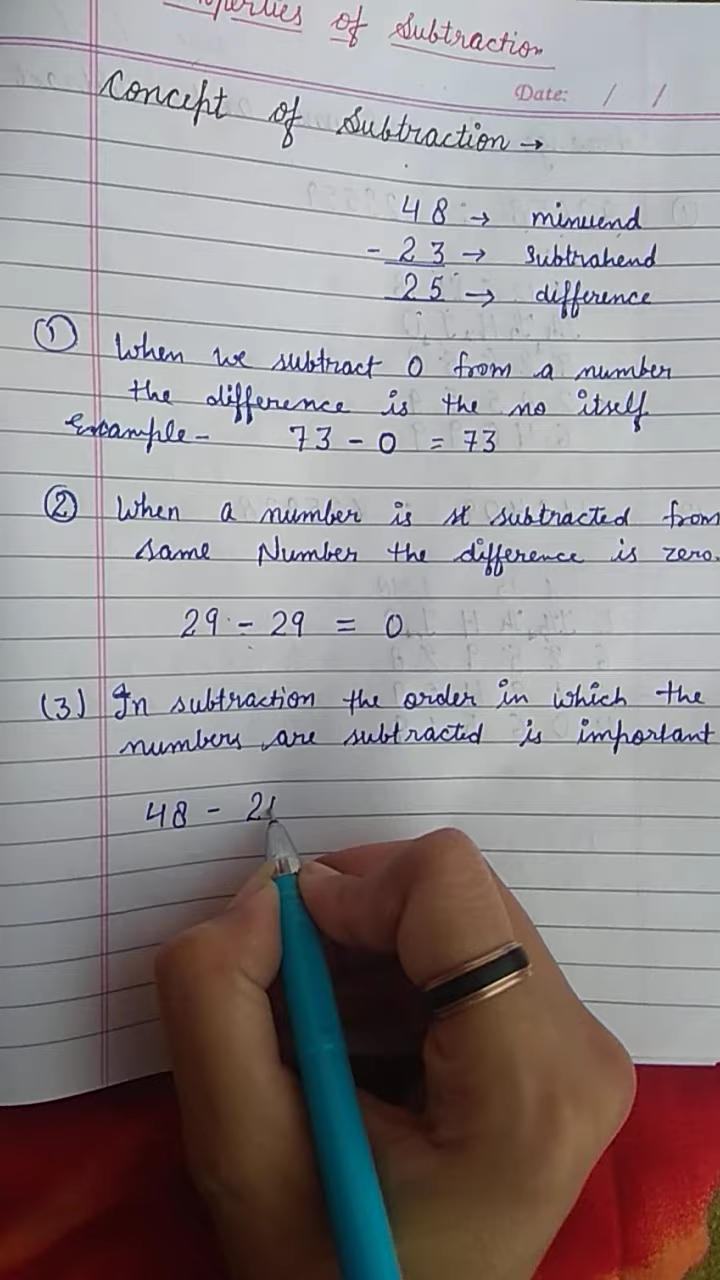 of Subtraction
Date: / /
Concept of Subtraction →
48 → minuend
- 23 → Subtrahend
25 → difference
(1) When we subtract 0 from a number
the difference is the no itself
Example - 73 - 0 = 73
(2) When a number is st subtracted from
same Number the difference is zero.
29 - 29 = 0
(3) In subtraction the order in which the
numbers are subtracted is important
48 - 2